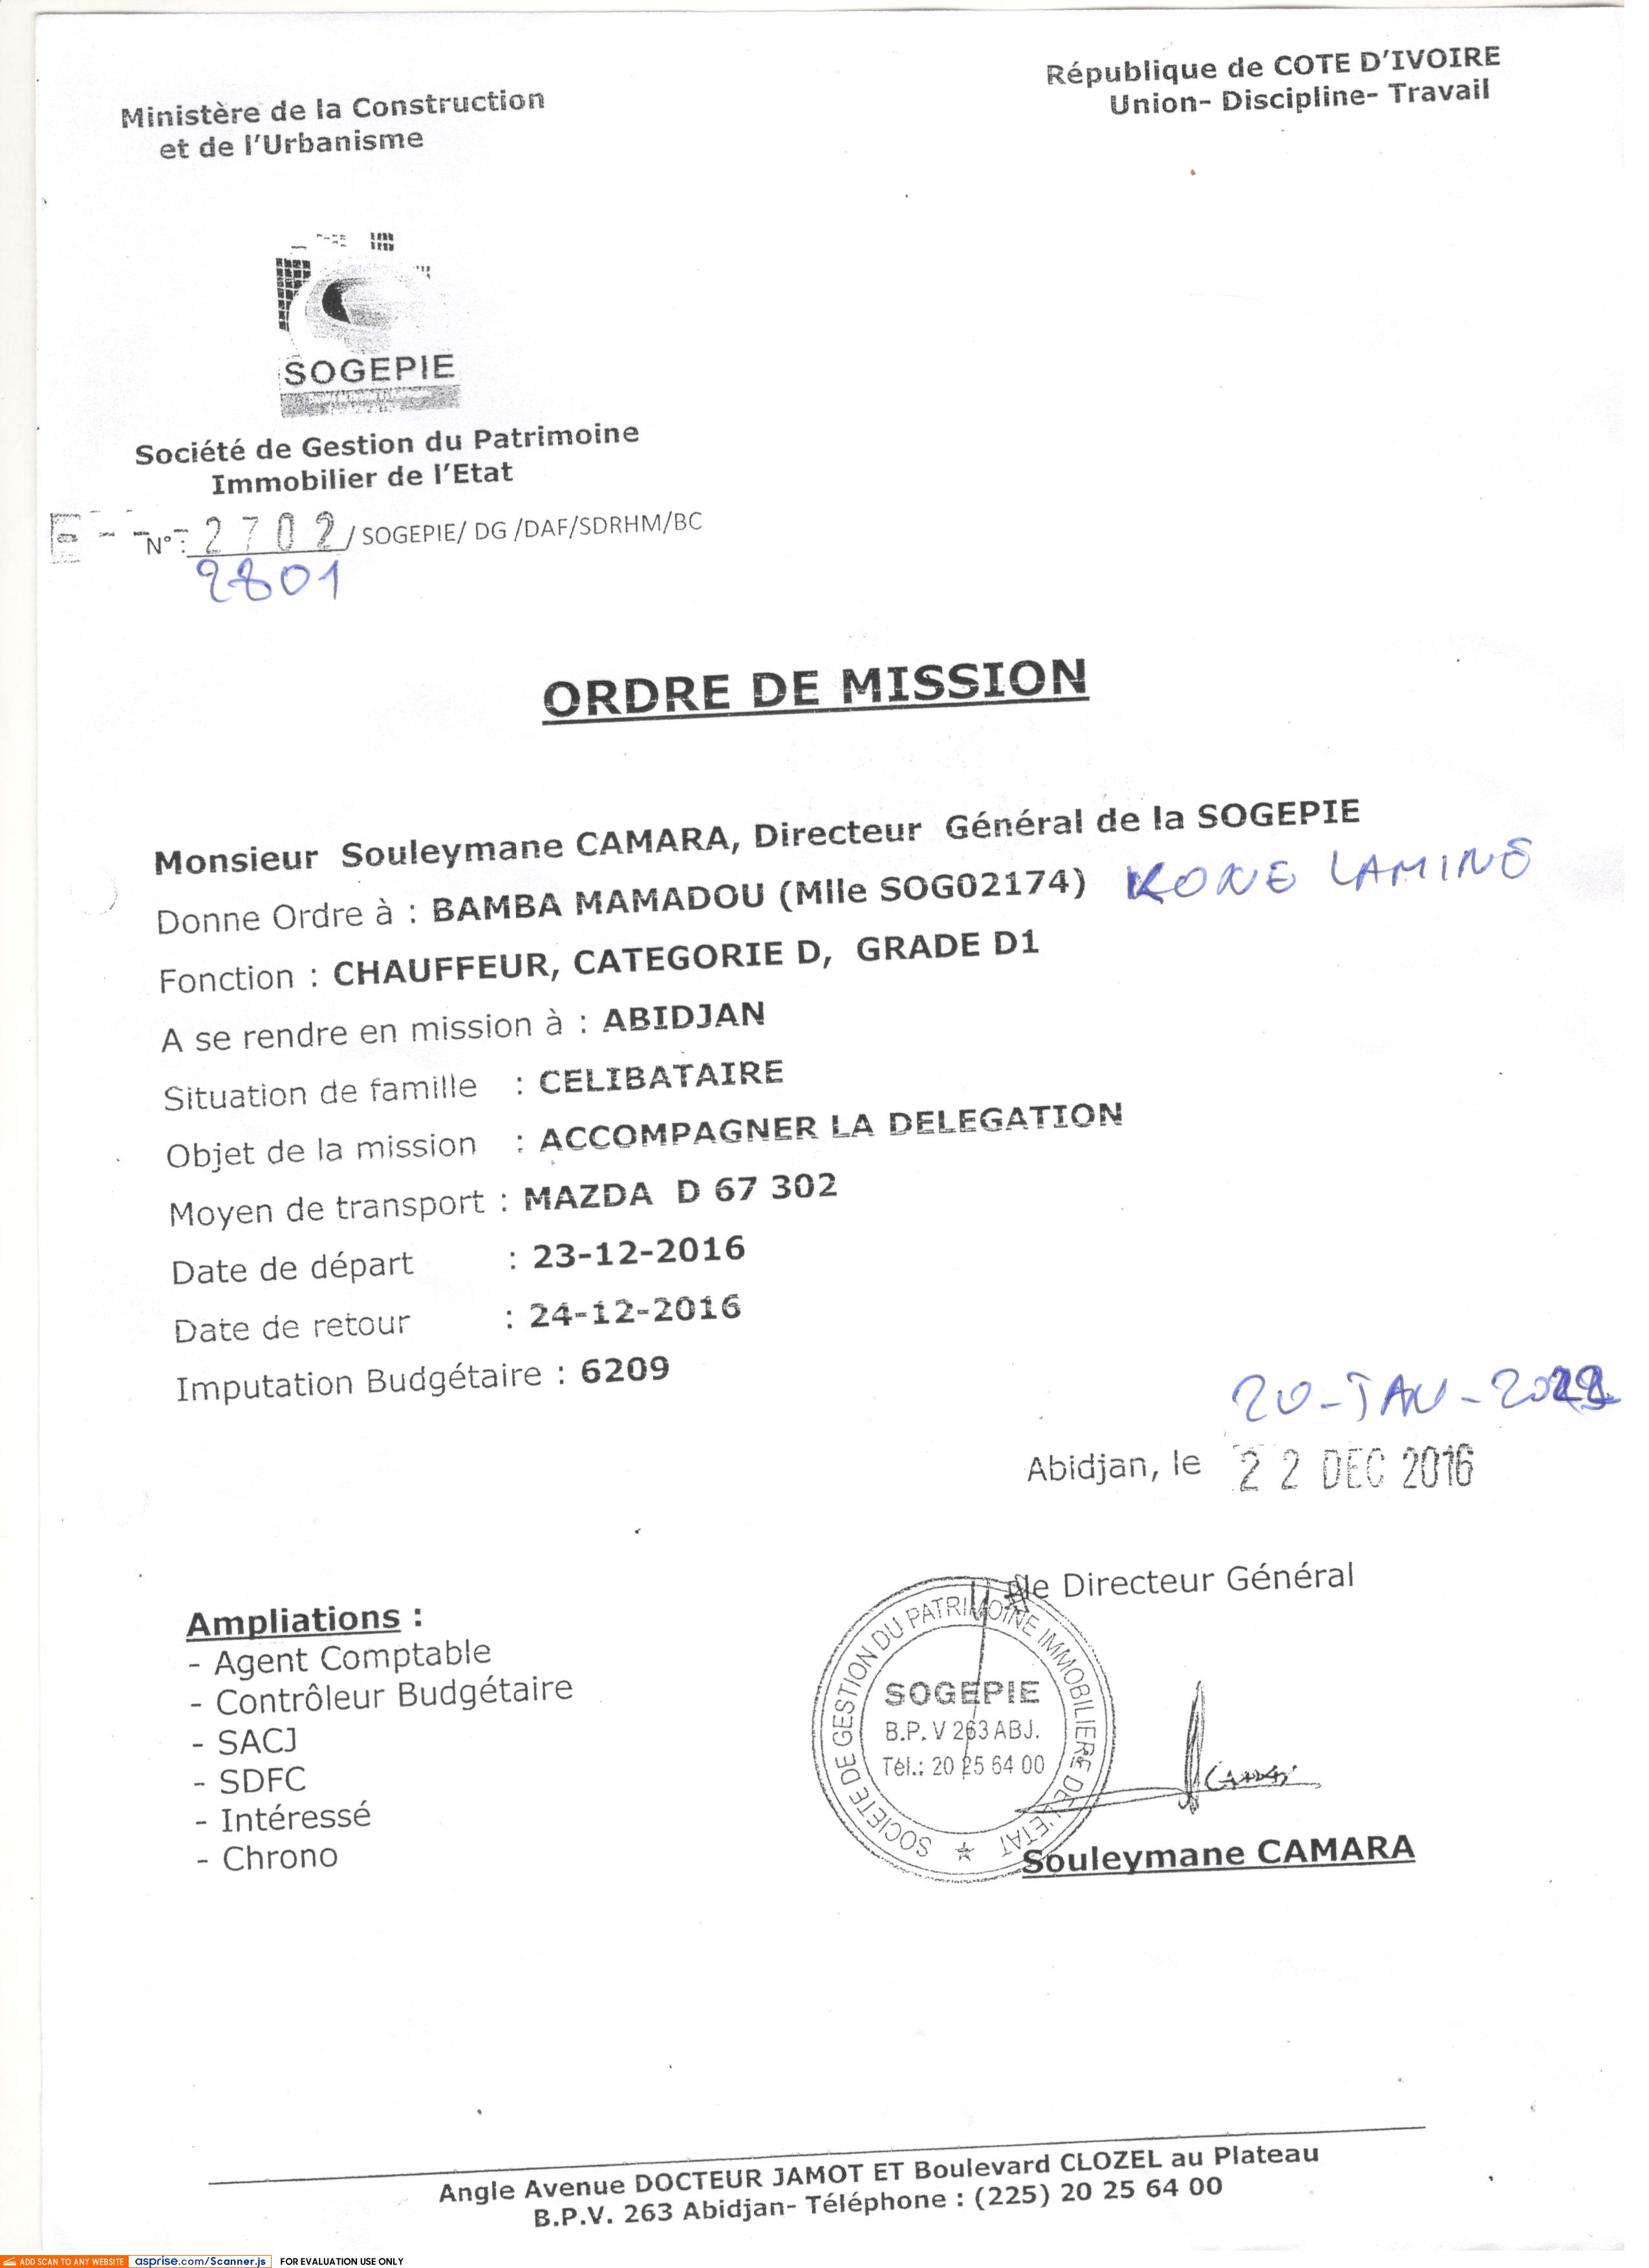 République de COTE D'IVOIRE
Union- Discipline- Travail
Ministère de la Construction
et de l'Urbanisme
SOGEPIE
Société de Gestion du Patrimoine
Immobilier de l'Etat
N° : 2702 / SOGEPIE/ DG /DAF/SDRHM/BC
2801
ORDRE DE MISSION
Monsieur Souleymane CAMARA, Directeur Général de la SOGEPIE
Donne Ordre à : BAMBA MAMADOU (Mlle SOG02174) KONE LAMINE
Fonction : CHAUFFEUR, CATEGORIE D, GRADE D1
A se rendre en mission à : ABIDJAN
Situation de famille : CELIBATAIRE
Objet de la mission : ACCOMPAGNER LA DELEGATION
Moyen de transport : MAZDA D 67 302
Date de départ : 23-12-2016
Date de retour : 24-12-2016
Imputation Budgétaire : 6209
20-JAN-
Abidjan, le 22 DEC 2016
le Directeur Général
Ampliations :
- Agent Comptable
- Contrôleur Budgétaire
- SACJ
- SDFC
- Intéressé
- Chrono
SOCIETE DE GESTION DU PATRIMOINE IMMOBILIERE DE L'ETAT
SOGEPIE
B.P. V 263 ABJ.
Tél.: 20 25 64 00
Souleymane CAMARA
Angle Avenue DOCTEUR JAMOT ET Boulevard CLOZEL au Plateau
B.P.V. 263 Abidjan- Téléphone : (225) 20 25 64 00
ADD SCAN TO ANY WEBSITE asprise.com/Scanner.js FOR EVALUATION USE ONLY